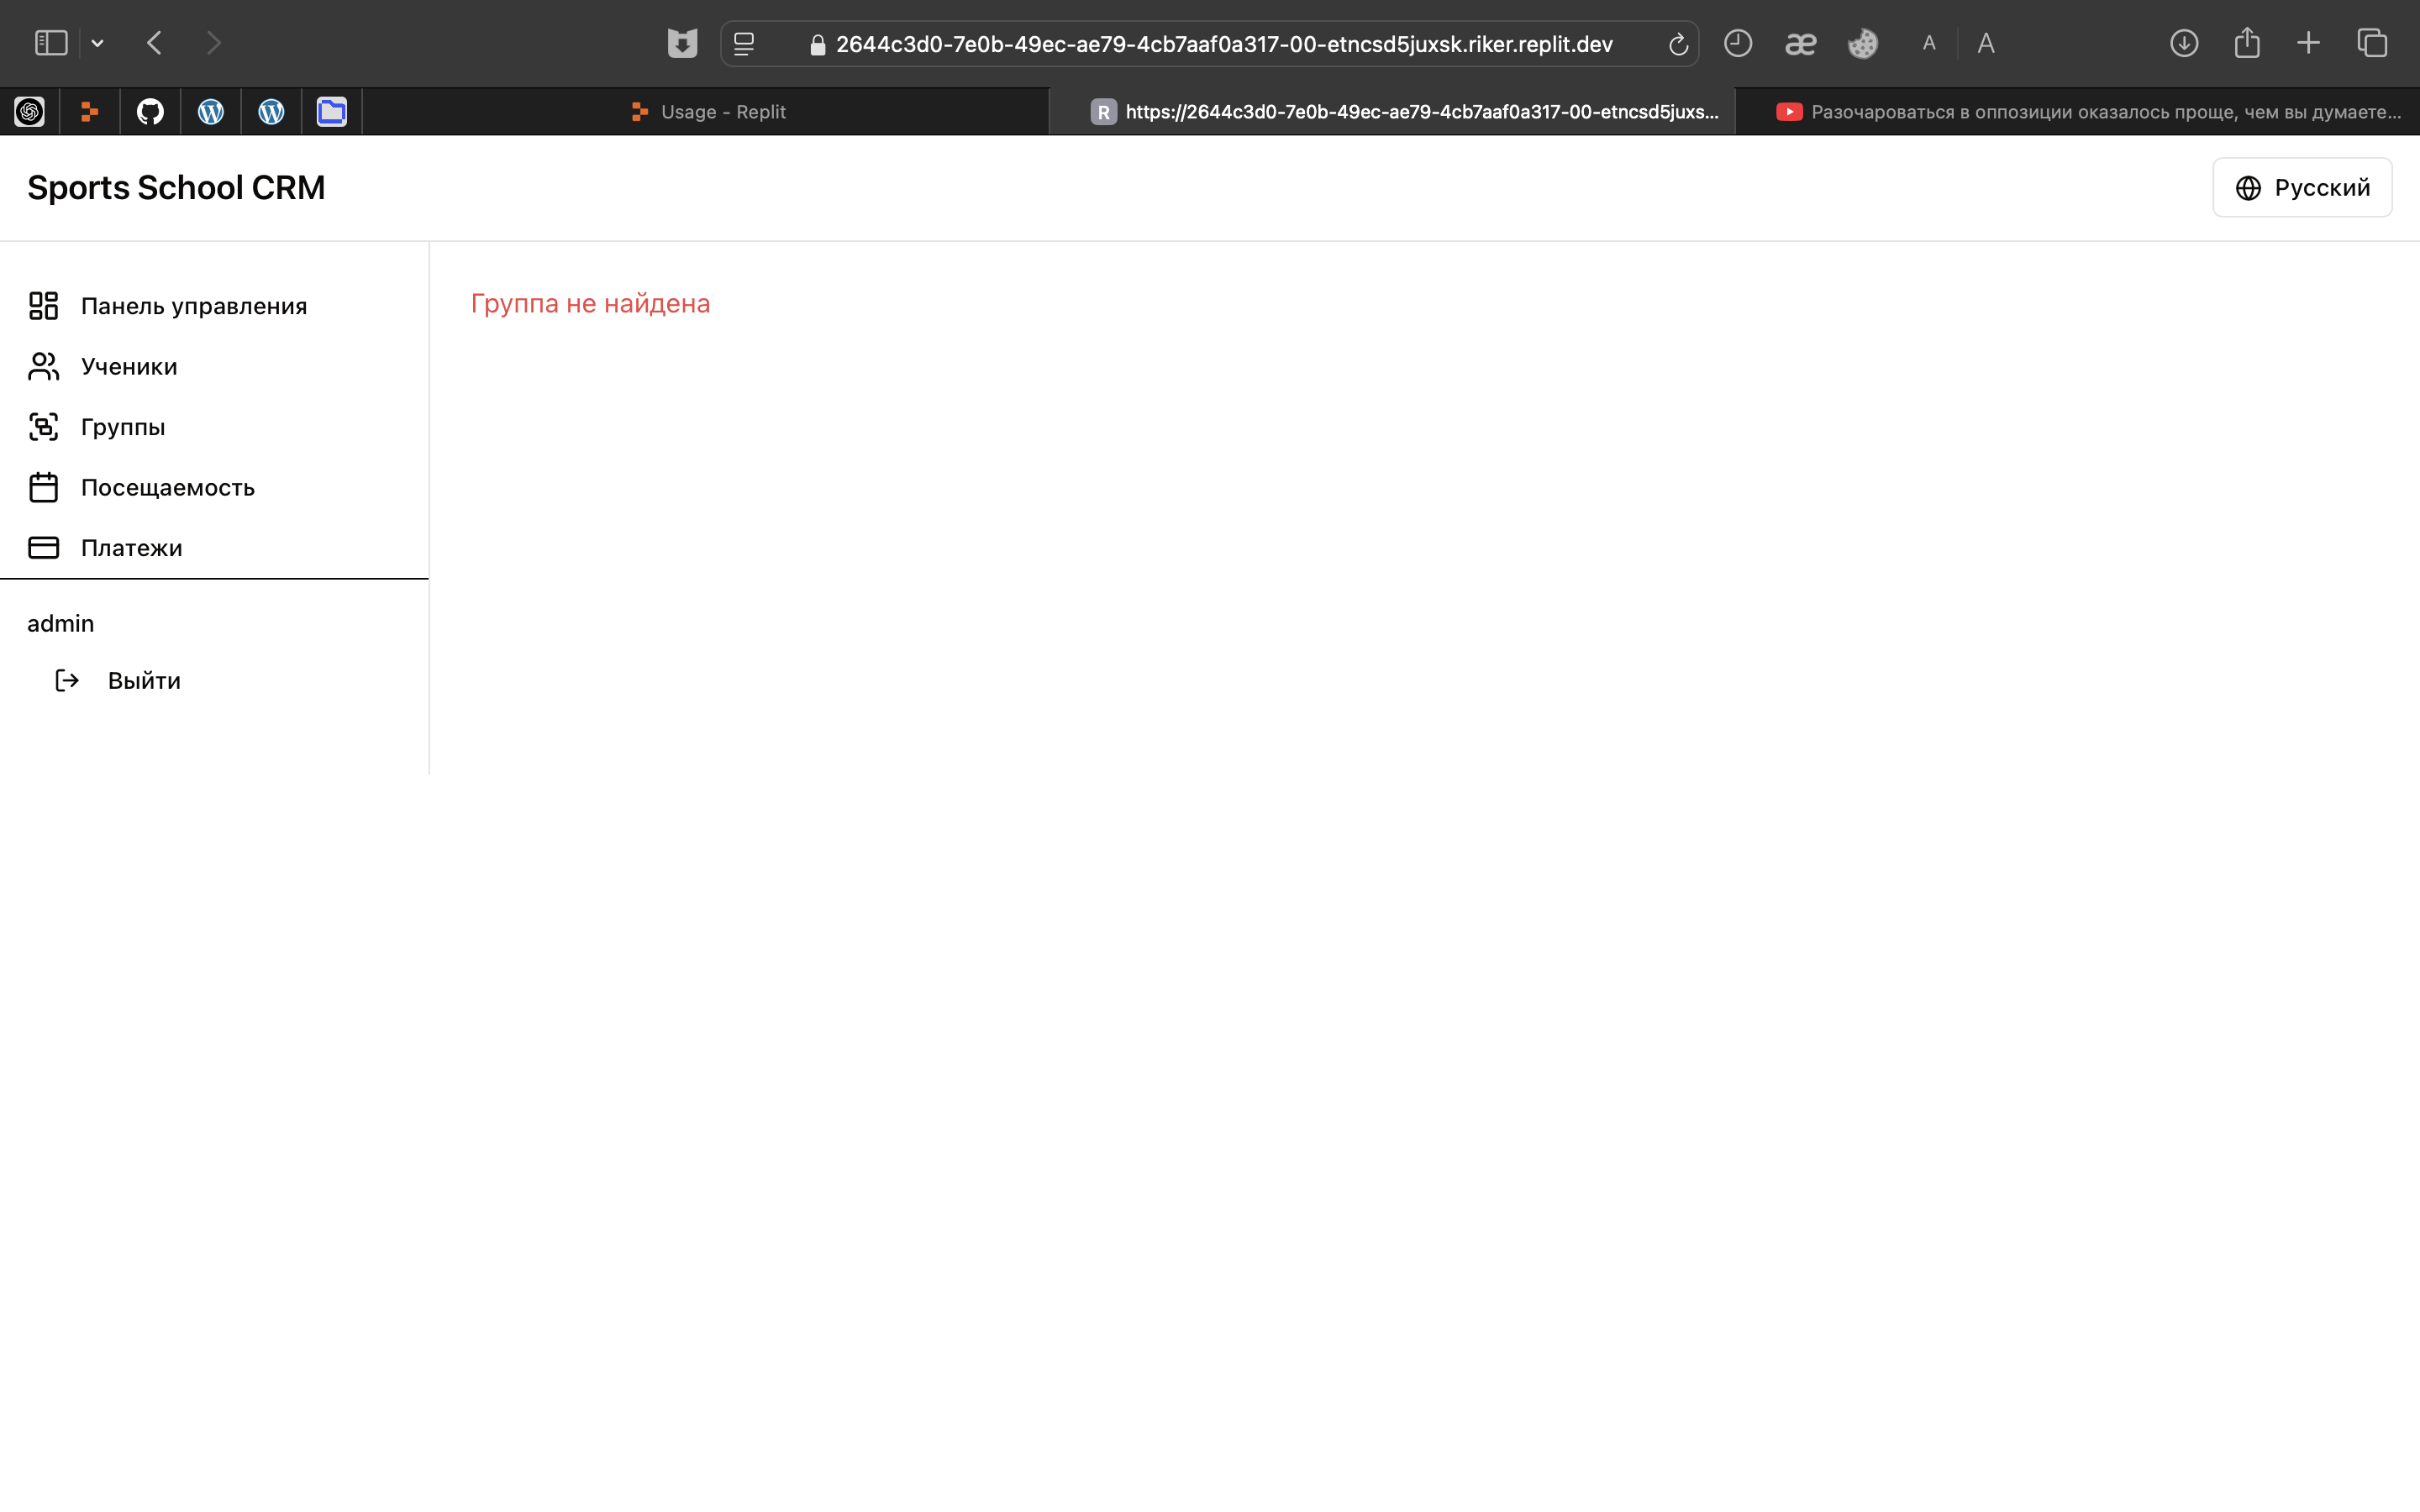 2644c3d0-7e0b-49ec-ae79-4cb7aaf0a317-00-etncsd5juxsk.riker.replit.dev
æ A A
Usage - Replit
R https://2644c3d0-7e0b-49ec-ae79-4cb7aaf0a317-00-etncsd5juxs...
Разочароваться в оппозиции оказалось проще, чем вы думаете...
Sports School CRM
Русский
Панель управления
Группа не найдена
Ученики
Группы
Посещаемость
Платежи
admin
Выйти